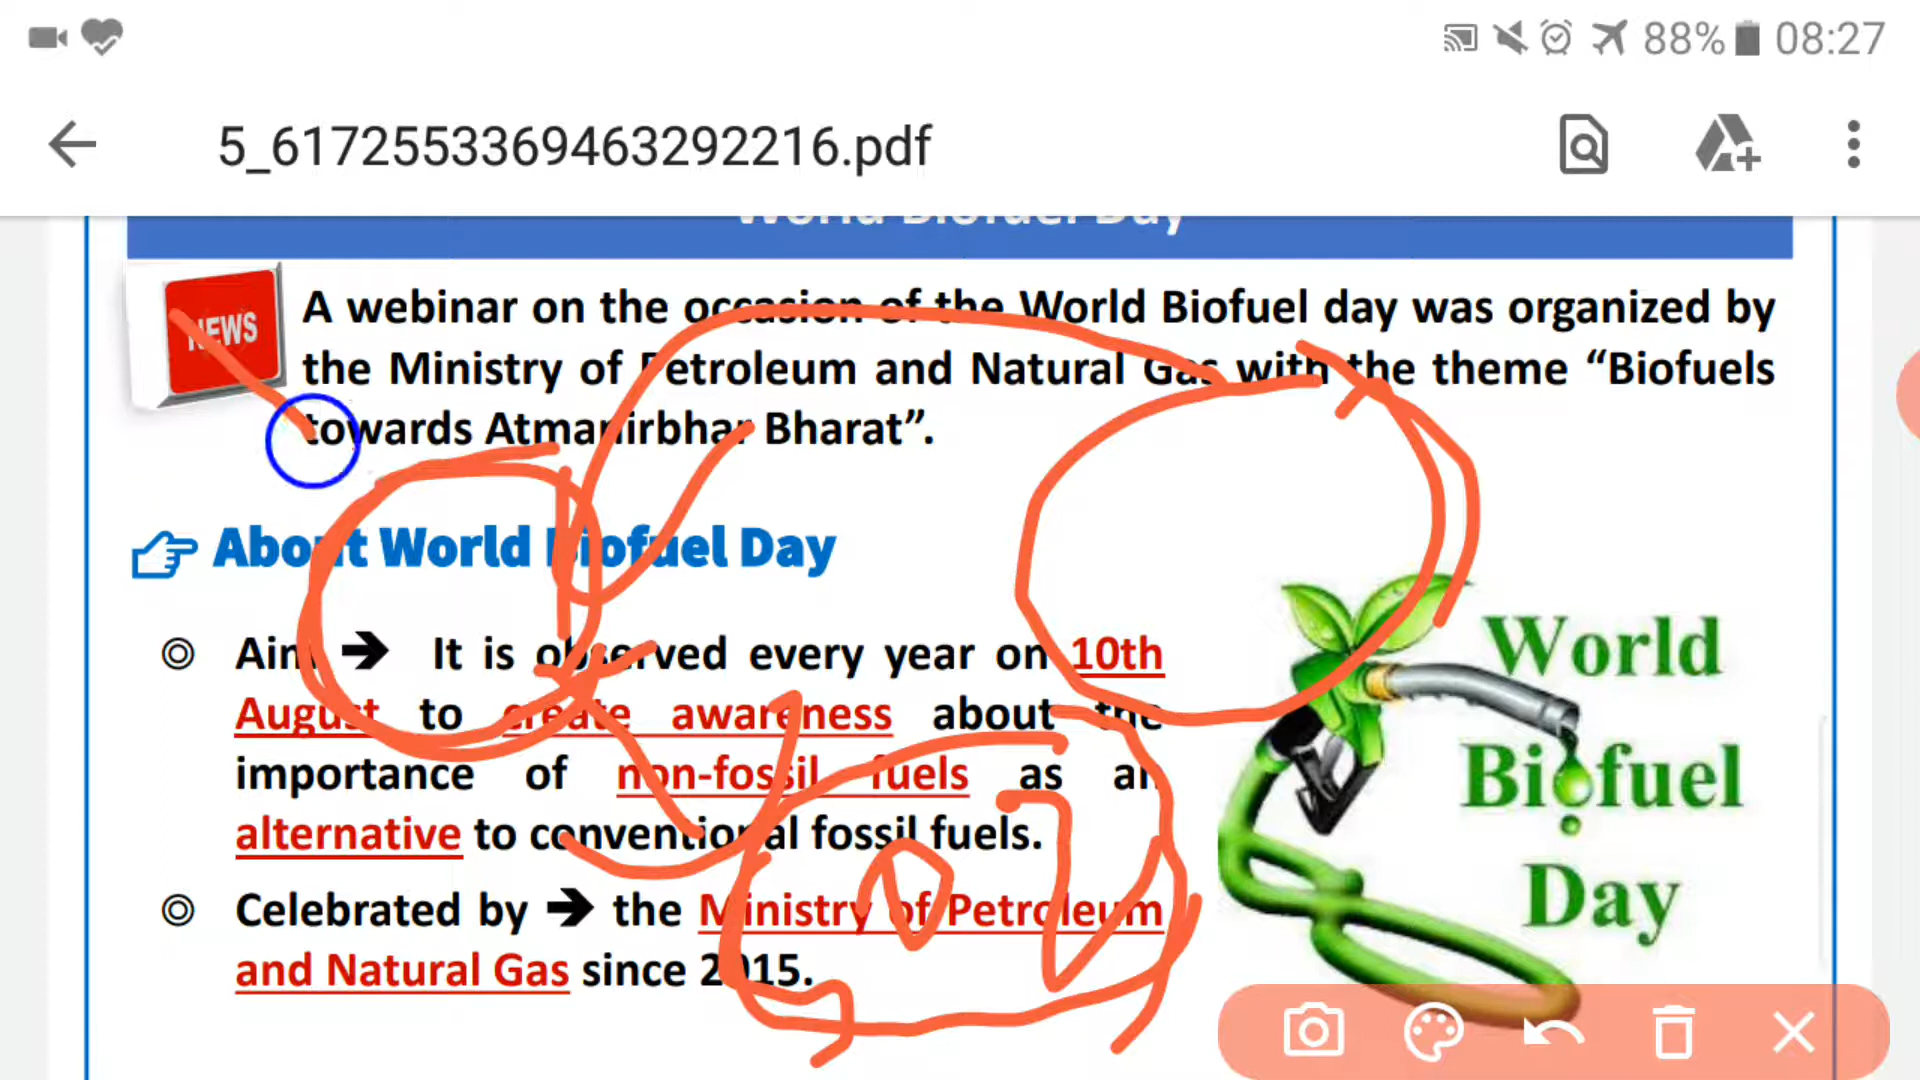 88% 08:27
5_6172553369463292216.pdf
World Biofuel Day
NEWS
A webinar on the occasion of the World Biofuel day was organized by
the Ministry of Petroleum and Natural Gas with the theme “Biofuels
towards Atmanirbhar Bharat”.
About World Biofuel Day
◎ Aim ➔ It is observed every year on 10th
August to create awareness about the
importance of non-fossil fuels as an
alternative to conventional fossil fuels.
◎ Celebrated by ➔ the Ministry of Petroleum
and Natural Gas since 2015.
World
Biofuel
Day